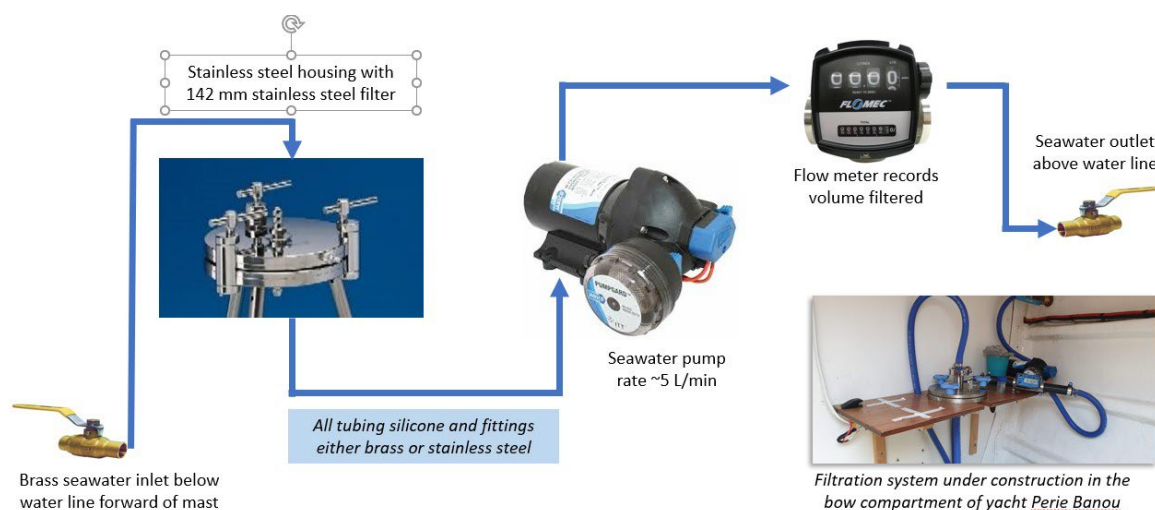 Stainless steel housing with
142 mm stainless steel filter
FLOMEC
Seawater outlet
above water line
Flow meter records
volume filtered
PUMPGARD
ITT
Seawater pump
rate ~5 L/min
All tubing silicone and fittings
either brass or stainless steel
Brass seawater inlet below
water line forward of mast
Filtration system under construction in the
bow compartment of yacht Perie Banou